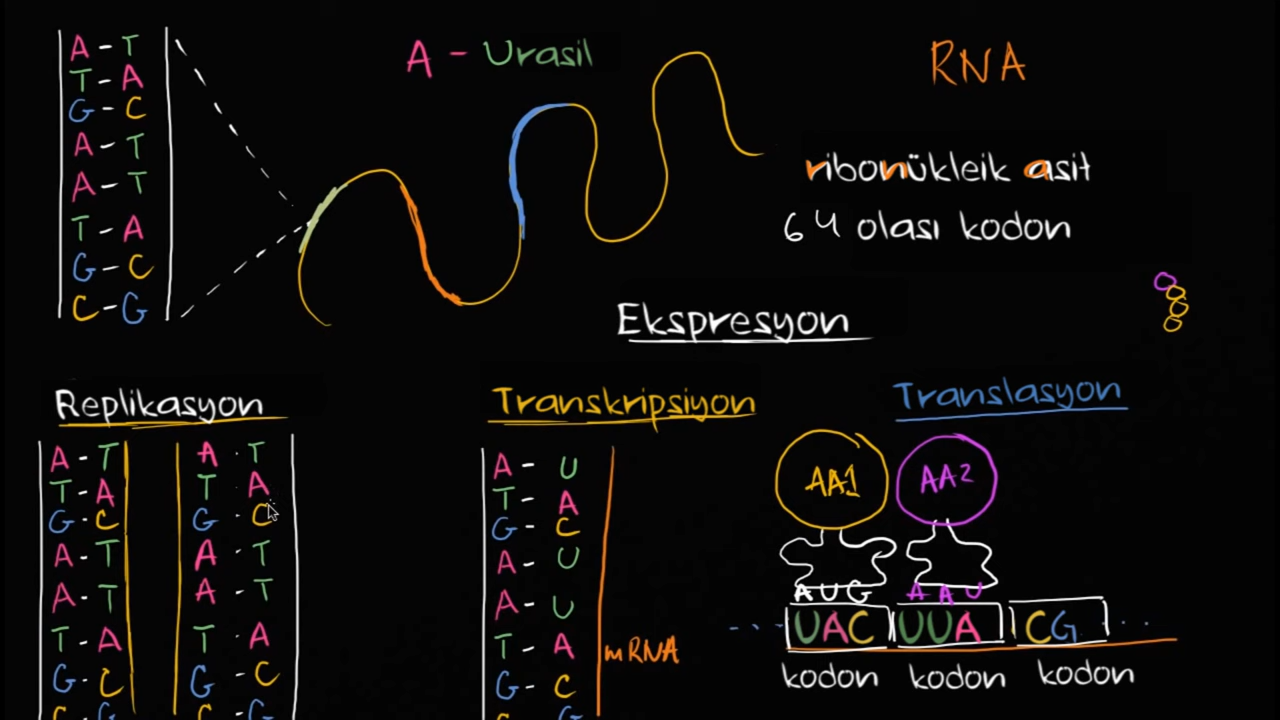 A - T
T - A
G - C
A - T
A - T
T - A
G - C
C - G
A - Urasil
RNA
ribonükleik asit
64 olası kodon
Ekspresyon
Replikasyon
A - T A · T
T - A T · A
G - C G · C
A - T A · T
A - T A · T
T - A T · A
G - C G · C
C - G C · G
Transkripsiyon
A - U
T - A
G - C
A - U
A - U
T - A
G - C
C G
mRNA
Translasyon
AA1 AA2
AUG AAU
UAC UUA CG
kodon kodon kodon